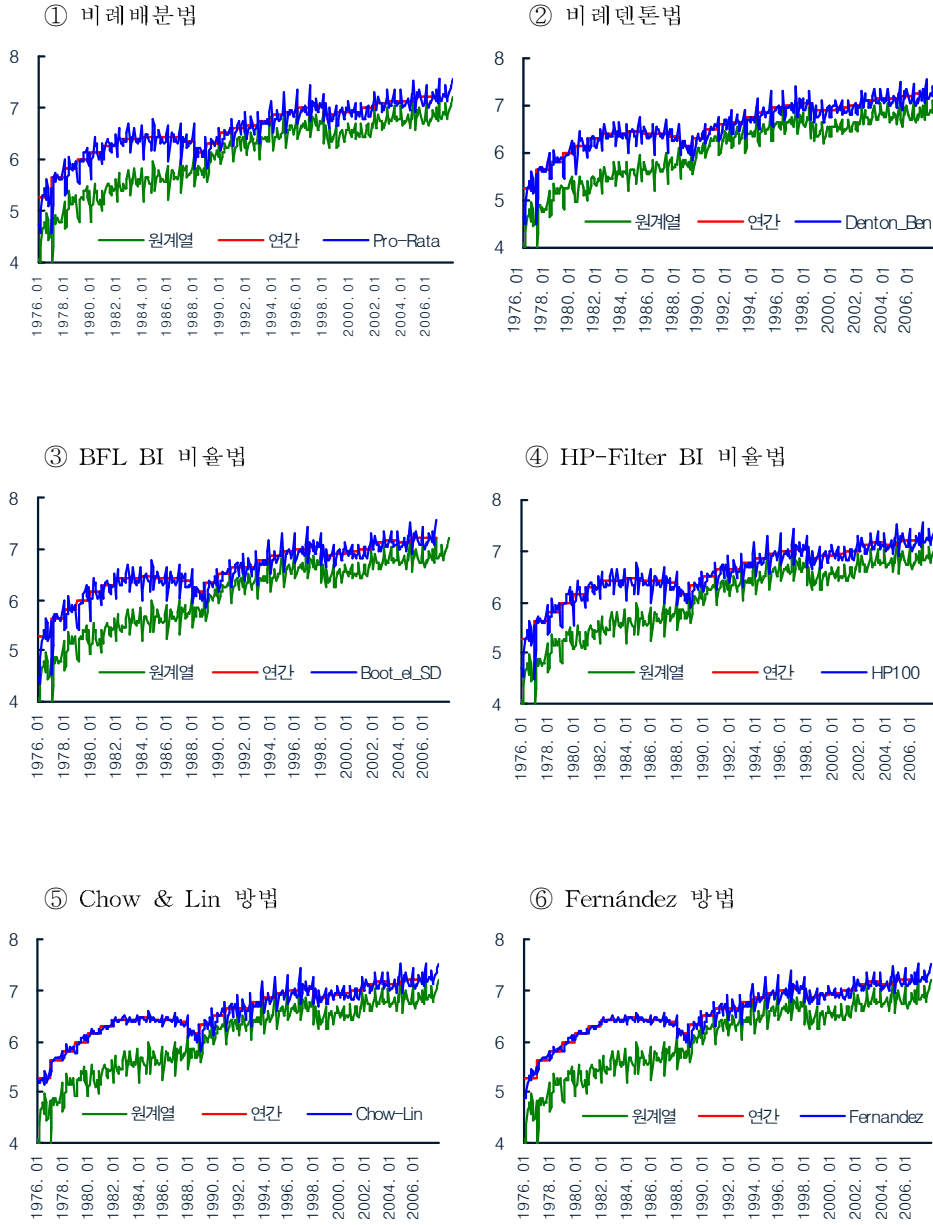 ① 비례배분법
8
7
6
5
4
원계열 연간 Pro-Rata
1976. 01 1978. 01 1980. 01 1982. 01 1984. 01 1986. 01 1988. 01 1990. 01 1992. 01 1994. 01 1996. 01 1998. 01 2000. 01 2002. 01 2004. 01 2006. 01
② 비례덴톤법
8
7
6
5
4
원계열 연간 Denton_Ben
1976. 01 1978. 01 1980. 01 1982. 01 1984. 01 1986. 01 1988. 01 1990. 01 1992. 01 1994. 01 1996. 01 1998. 01 2000. 01 2002. 01 2004. 01 2006. 01
③ BFL BI 비율법
8
7
6
5
4
원계열 연간 Boot_el_SD
1976. 01 1978. 01 1980. 01 1982. 01 1984. 01 1986. 01 1988. 01 1990. 01 1992. 01 1994. 01 1996. 01 1998. 01 2000. 01 2002. 01 2004. 01 2006. 01
④ HP-Filter BI 비율법
8
7
6
5
4
원계열 연간 HP100
1976. 01 1978. 01 1980. 01 1982. 01 1984. 01 1986. 01 1988. 01 1990. 01 1992. 01 1994. 01 1996. 01 1998. 01 2000. 01 2002. 01 2004. 01 2006. 01
⑤ Chow & Lin 방법
8
7
6
5
4
원계열 연간 Chow-Lin
1976. 01 1978. 01 1980. 01 1982. 01 1984. 01 1986. 01 1988. 01 1990. 01 1992. 01 1994. 01 1996. 01 1998. 01 2000. 01 2002. 01 2004. 01 2006. 01
⑥ Fernández 방법
8
7
6
5
4
원계열 연간 Fernandez
1976. 01 1978. 01 1980. 01 1982. 01 1984. 01 1986. 01 1988. 01 1990. 01 1992. 01 1994. 01 1996. 01 1998. 01 2000. 01 2002. 01 2004. 01 2006. 01